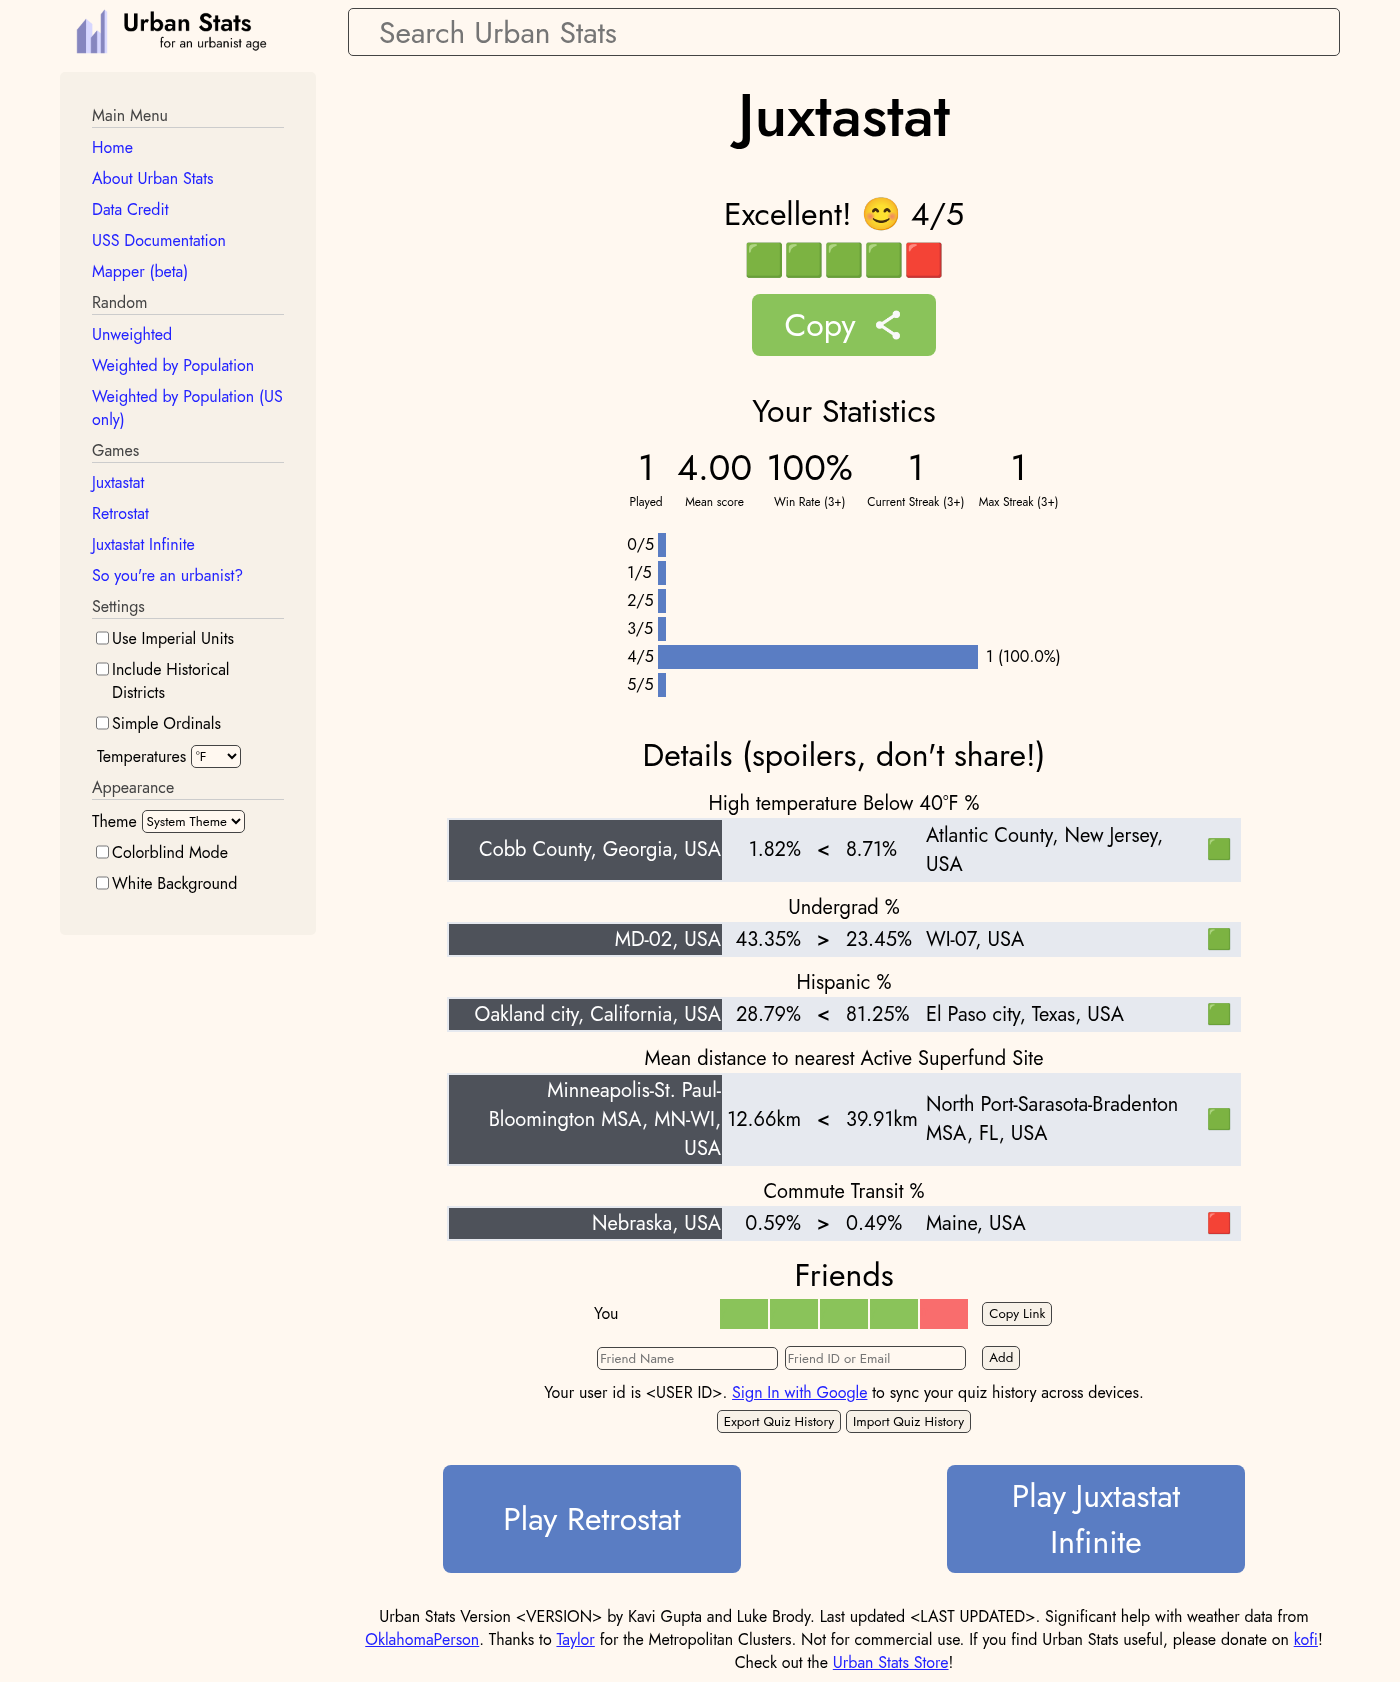 Urban Stats
for an urbanist age
Search Urban Stats
Main Menu
Home
About Urban Stats
Data Credit
USS Documentation
Mapper (beta)
Random
Unweighted
Weighted by Population
Weighted by Population (US
only)
Games
Juxtastat
Retrostat
Juxtastat Infinite
So you're an urbanist?
Settings
Use Imperial Units
Include Historical
Districts
Simple Ordinals
Temperatures °F
Appearance
Theme System Theme
Colorblind Mode
White Background
Juxtastat
Excellent! 😊 4/5
🟩🟩🟩🟩🟥
Copy
Your Statistics
1 4.00 100% 1 1
Played Mean score Win Rate (3+) Current Streak (3+) Max Streak (3+)
0/5
1/5
2/5
3/5
4/5 1 (100.0%)
5/5
Details (spoilers, don't share!)
High temperature Below 40°F %
Cobb County, Georgia, USA 1.82% < 8.71% Atlantic County, New Jersey,
USA 🟩
Undergrad %
MD-02, USA 43.35% > 23.45% WI-07, USA 🟩
Hispanic %
Oakland city, California, USA 28.79% < 81.25% El Paso city, Texas, USA 🟩
Mean distance to nearest Active Superfund Site
Minneapolis-St. Paul-
Bloomington MSA, MN-WI,
USA
12.66km < 39.91km
North Port-Sarasota-Bradenton
MSA, FL, USA 🟩
Commute Transit %
Nebraska, USA 0.59% > 0.49% Maine, USA 🟥
Friends
You Copy Link
Friend Name Friend ID or Email Add
Your user id is <USER ID>. Sign In with Google to sync your quiz history across devices.
Export Quiz History Import Quiz History
Play Retrostat
Play Juxtastat
Infinite
Urban Stats Version <VERSION> by Kavi Gupta and Luke Brody. Last updated <LAST UPDATED>. Significant help with weather data from
OklahomaPerson. Thanks to Taylor for the Metropolitan Clusters. Not for commercial use. If you find Urban Stats useful, please donate on kofi!
Check out the Urban Stats Store!